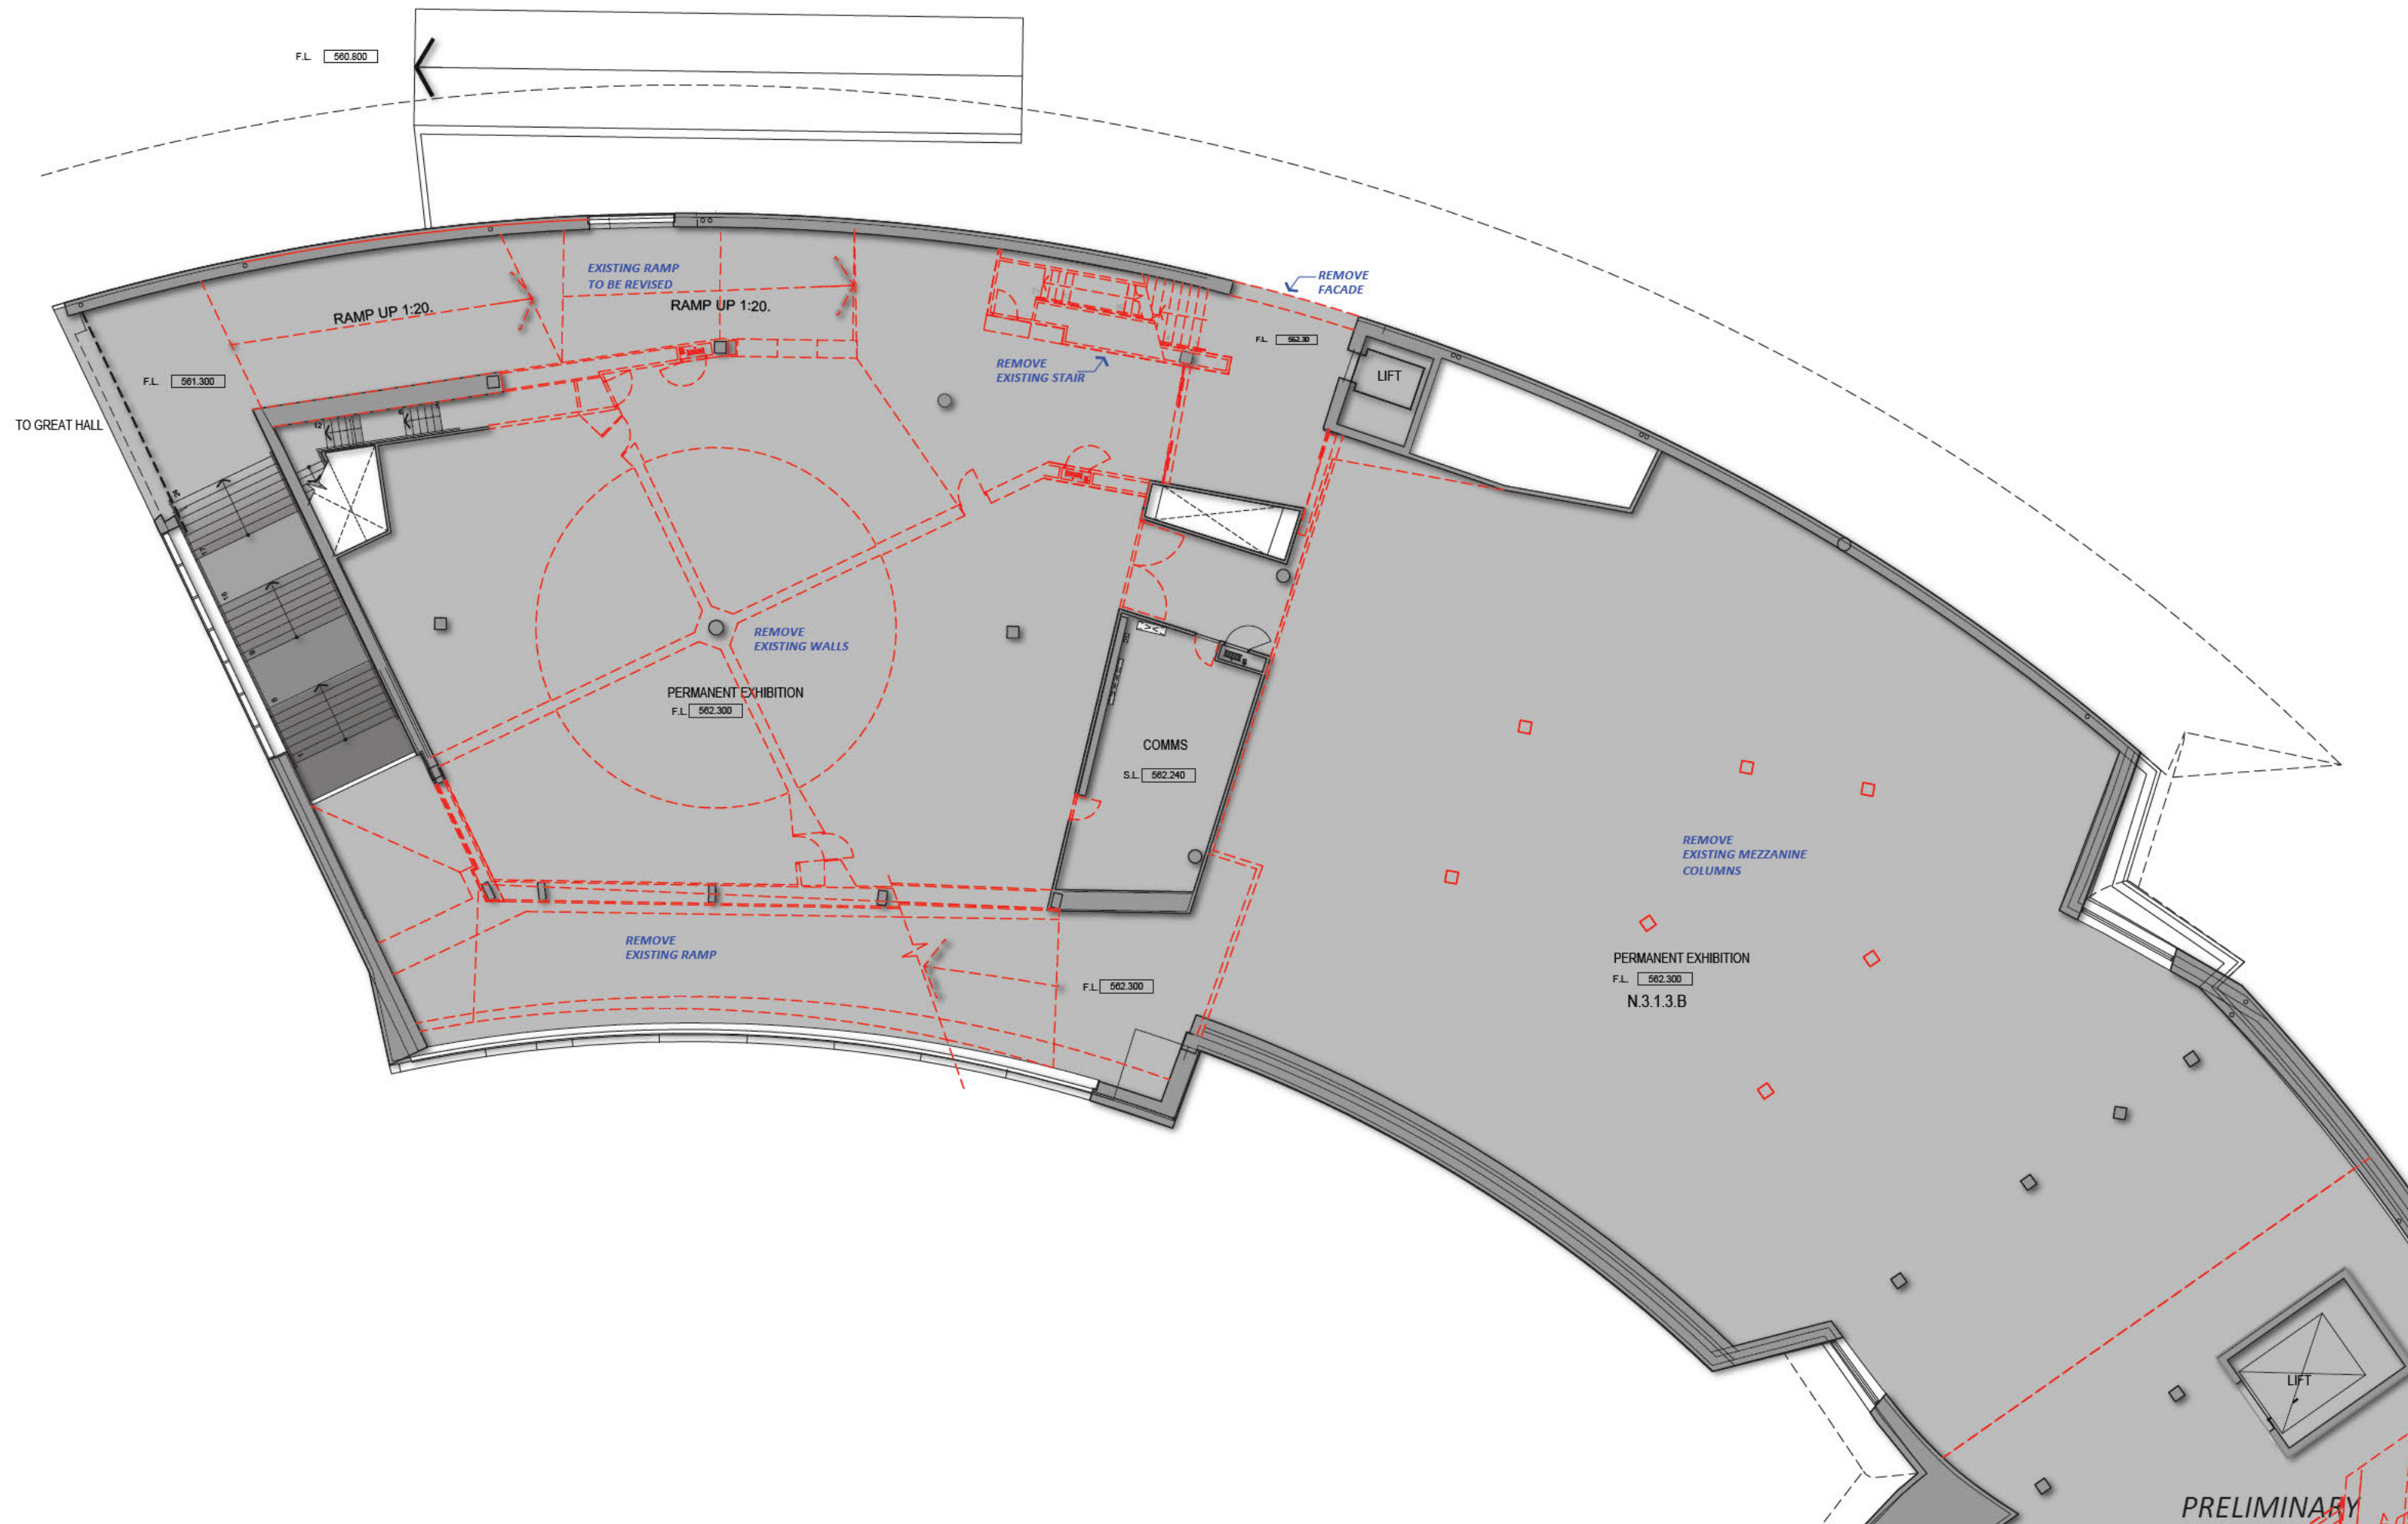 F.L. 560.800
EXISTING RAMP
TO BE REVISED
REMOVE
FACADE
RAMP UP 1:20.
RAMP UP 1:20.
F.L. 562.30
REMOVE
EXISTING STAIR
LIFT
F.L. 561.300
TO GREAT HALL
12
REMOVE
EXISTING WALLS
PERMANENT EXHIBITION
F.L. 562.300
COMMS
S.L. 562.240
REMOVE
EXISTING MEZZANINE
COLUMNS
REMOVE
EXISTING RAMP
PERMANENT EXHIBITION
F.L. 562.300
N.3.1.3.B
F.L. 562.300
LIFT
PRELIMINARY